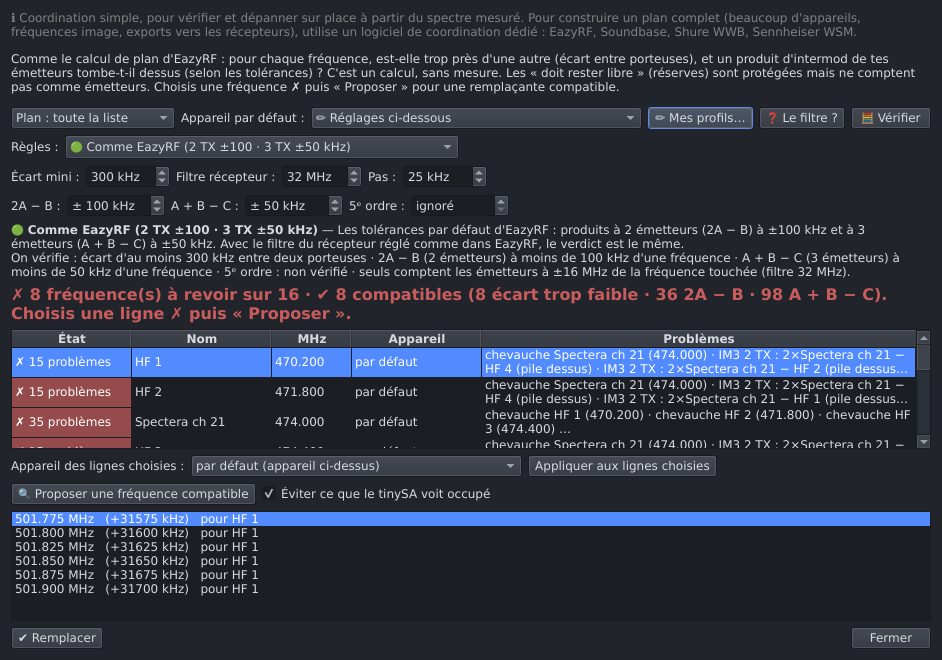 ℹ Coordination simple, pour vérifier et dépanner sur place à partir du spectre mesuré. Pour construire un plan complet (beaucoup d'appareils,
fréquences image, exports vers les récepteurs), utilise un logiciel de coordination dédié : EazyRF, Soundbase, Shure WWB, Sennheiser WSM.
Comme le calcul de plan d'EazyRF : pour chaque fréquence, est-elle trop près d'une autre (écart entre porteuses), et un produit d'intermod de tes
émetteurs tombe-t-il dessus (selon les tolérances) ? C'est un calcul, sans mesure. Les « doit rester libre » (réserves) sont protégées mais ne comptent
pas comme émetteurs. Choisis une fréquence ✗ puis « Proposer » pour une remplaçante compatible.
Plan : toute la liste Appareil par défaut : ✏ Réglages ci-dessous ✏ Mes profils… ❓ Le filtre ? 🧮 Vérifier
Règles : 🟢 Comme EazyRF (2 TX ±100 · 3 TX ±50 kHz)
Écart mini : 300 kHz Filtre récepteur : 32 MHz Pas : 25 kHz
2A − B : ± 100 kHz A + B − C : ± 50 kHz 5ᵉ ordre : ignoré
🟢 Comme EazyRF (2 TX ±100 · 3 TX ±50 kHz) — Les tolérances par défaut d'EazyRF : produits à 2 émetteurs (2A − B) à ±100 kHz et à 3
émetteurs (A + B − C) à ±50 kHz. Avec le filtre du récepteur réglé comme dans EazyRF, le verdict est le même.
On vérifie : écart d'au moins 300 kHz entre deux porteuses · 2A − B (2 émetteurs) à moins de 100 kHz d'une fréquence · A + B − C (3 émetteurs) à
moins de 50 kHz d'une fréquence · 5ᵉ ordre : non vérifié · seuls comptent les émetteurs à ±16 MHz de la fréquence touchée (filtre 32 MHz).
✗ 8 fréquence(s) à revoir sur 16 · ✔ 8 compatibles (8 écart trop faible · 36 2A − B · 98 A + B − C).
Choisis une ligne ✗ puis « Proposer ».
État Nom MHz Appareil Problèmes
✗ 15 problèmes HF 1 470.200 par défaut chevauche Spectera ch 21 (474.000) · IM3 2 TX : 2×Spectera ch 21 −
HF 4 (pile dessus) · IM3 2 TX : 2×Spectera ch 21 − HF 2 (pile dessus…
✗ 15 problèmes HF 2 471.800 par défaut chevauche Spectera ch 21 (474.000) · IM3 2 TX : 2×Spectera ch 21 −
HF 4 (pile dessus) · IM3 2 TX : 2×Spectera ch 21 − HF 1 (pile dessus…
✗ 35 problèmes Spectera ch 21 474.000 par défaut chevauche HF 1 (470.200) · chevauche HF 2 (471.800) · chevauche HF
3 (474.400) …
chevauche Spectera ch 21 (474.000) · IM3 2 TX : 2×Spectera ch 21 −
Appareil des lignes choisies : par défaut (appareil ci-dessus) Appliquer aux lignes choisies
🔍 Proposer une fréquence compatible ✓ Éviter ce que le tinySA voit occupé
501.775 MHz (+31575 kHz) pour HF 1
501.800 MHz (+31600 kHz) pour HF 1
501.825 MHz (+31625 kHz) pour HF 1
501.850 MHz (+31650 kHz) pour HF 1
501.875 MHz (+31675 kHz) pour HF 1
501.900 MHz (+31700 kHz) pour HF 1
✔ Remplacer Fermer